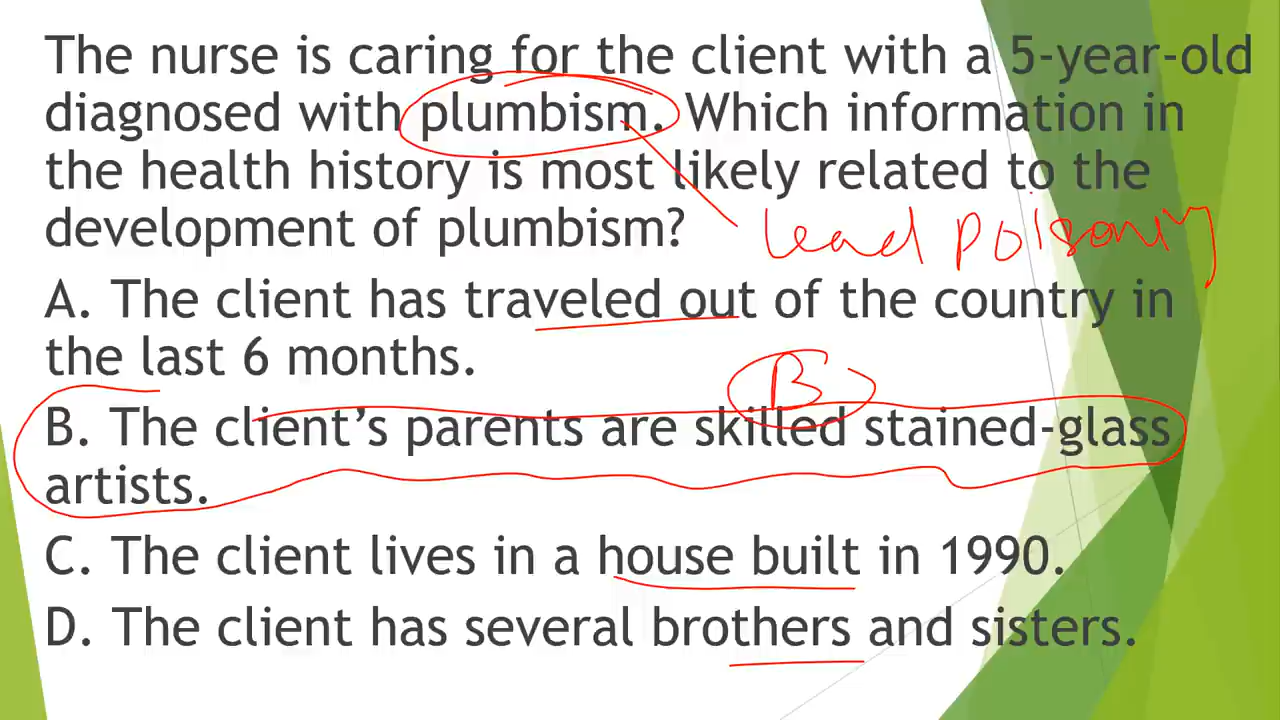 The nurse is caring for the client with a 5-year-old
diagnosed with plumbism. Which information in
the health history is most likely related to the
development of plumbism?
lead poisoning
A. The client has traveled out of the country in
the last 6 months.
B
B. The client’s parents are skilled stained-glass
artists.
C. The client lives in a house built in 1990.
D. The client has several brothers and sisters.